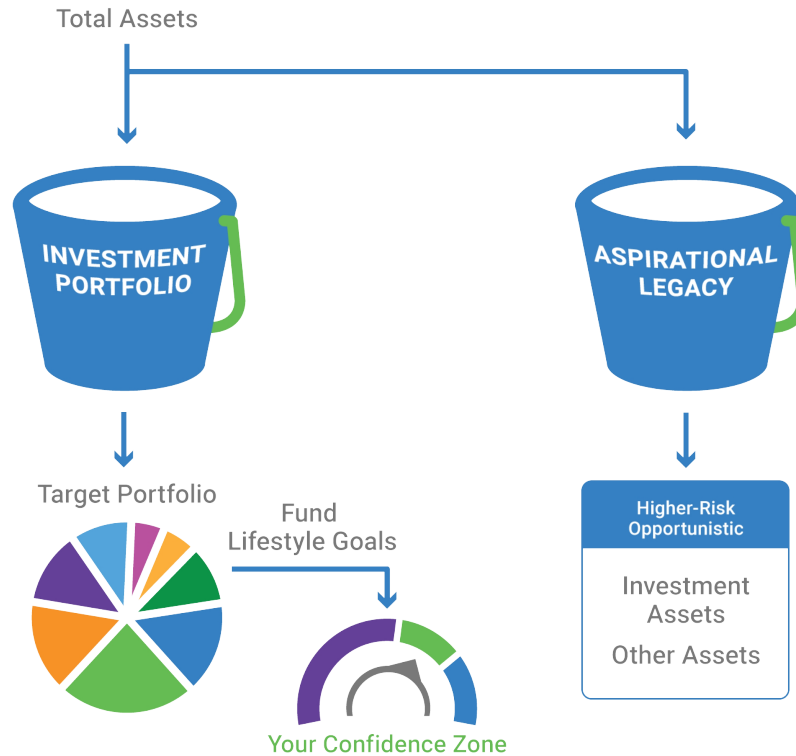 Total Assets
INVESTMENT
PORTFOLIO
ASPIRATIONAL
LEGACY
Target Portfolio
Fund
Lifestyle Goals
Your Confidence Zone
Higher-Risk
Opportunistic
Investment
Assets
Other Assets